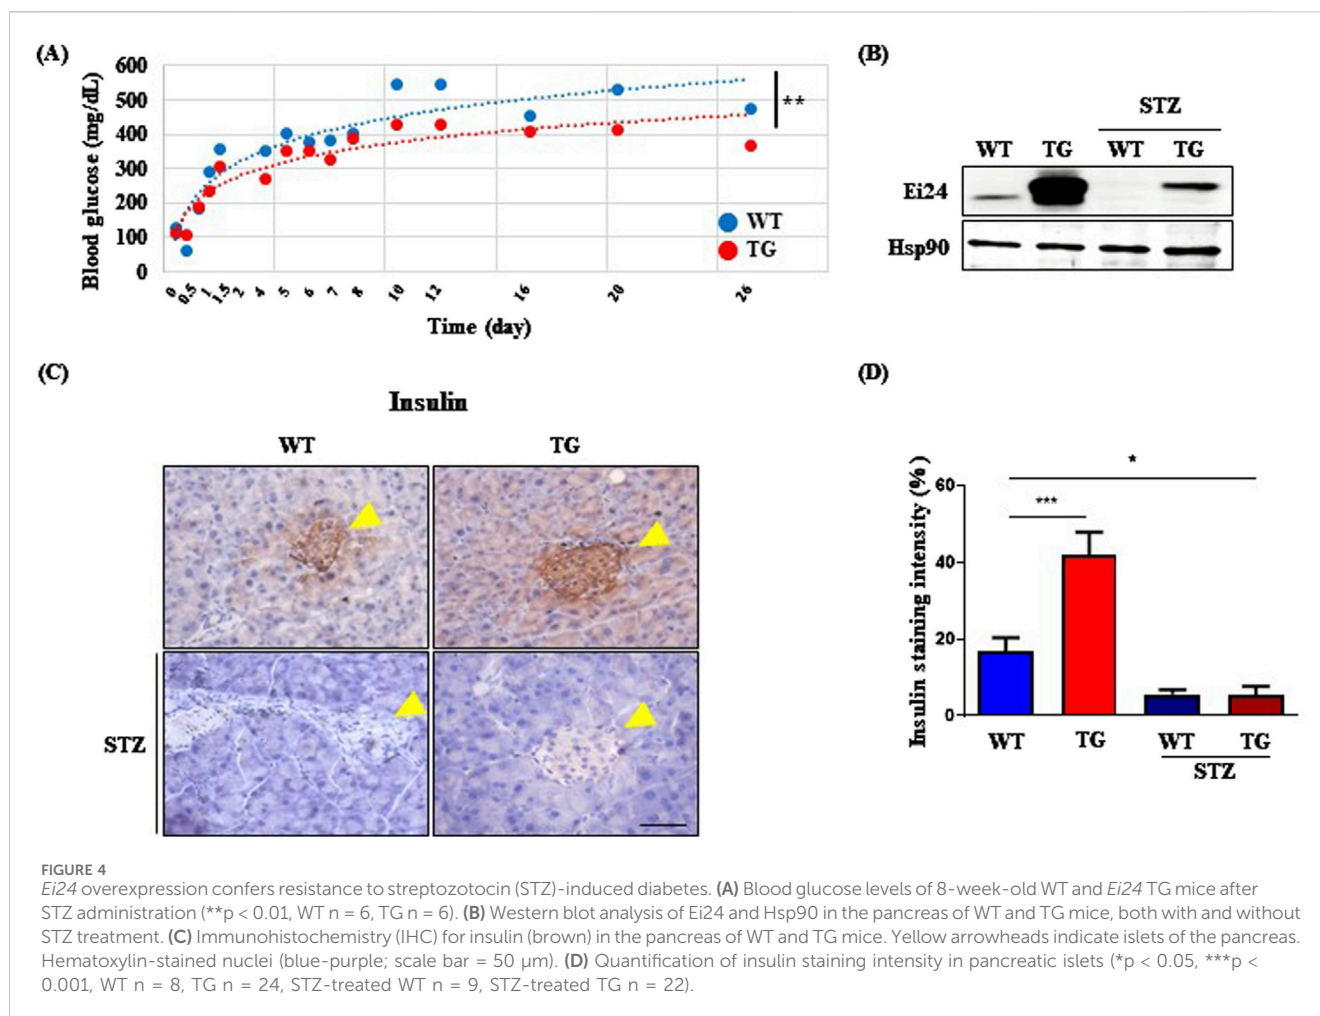 (A)
600
500
400
300
200
100
0
Blood glucose (mg/dL)
**
WT
TG
0 0.5 1 1.5 2 4 5 6 7 8 10 12 16 20 26
Time (day)
(B)
STZ
WT TG WT TG
Ei24
Hsp90
(C)
Insulin
WT TG
STZ
(D)
Insulin staining intensity (%)
60
40
20
0
*
***
WT TG WT TG
STZ
FIGURE 4
Ei24 overexpression confers resistance to streptozotocin (STZ)-induced diabetes. (A) Blood glucose levels of 8-week-old WT and Ei24 TG mice after
STZ administration (**p < 0.01, WT n = 6, TG n = 6). (B) Western blot analysis of Ei24 and Hsp90 in the pancreas of WT and TG mice, both with and without
STZ treatment. (C) Immunohistochemistry (IHC) for insulin (brown) in the pancreas of WT and TG mice. Yellow arrowheads indicate islets of the pancreas.
Hematoxylin-stained nuclei (blue-purple; scale bar = 50 μm). (D) Quantification of insulin staining intensity in pancreatic islets (*p < 0.05, ***p <
0.001, WT n = 8, TG n = 24, STZ-treated WT n = 9, STZ-treated TG n = 22).